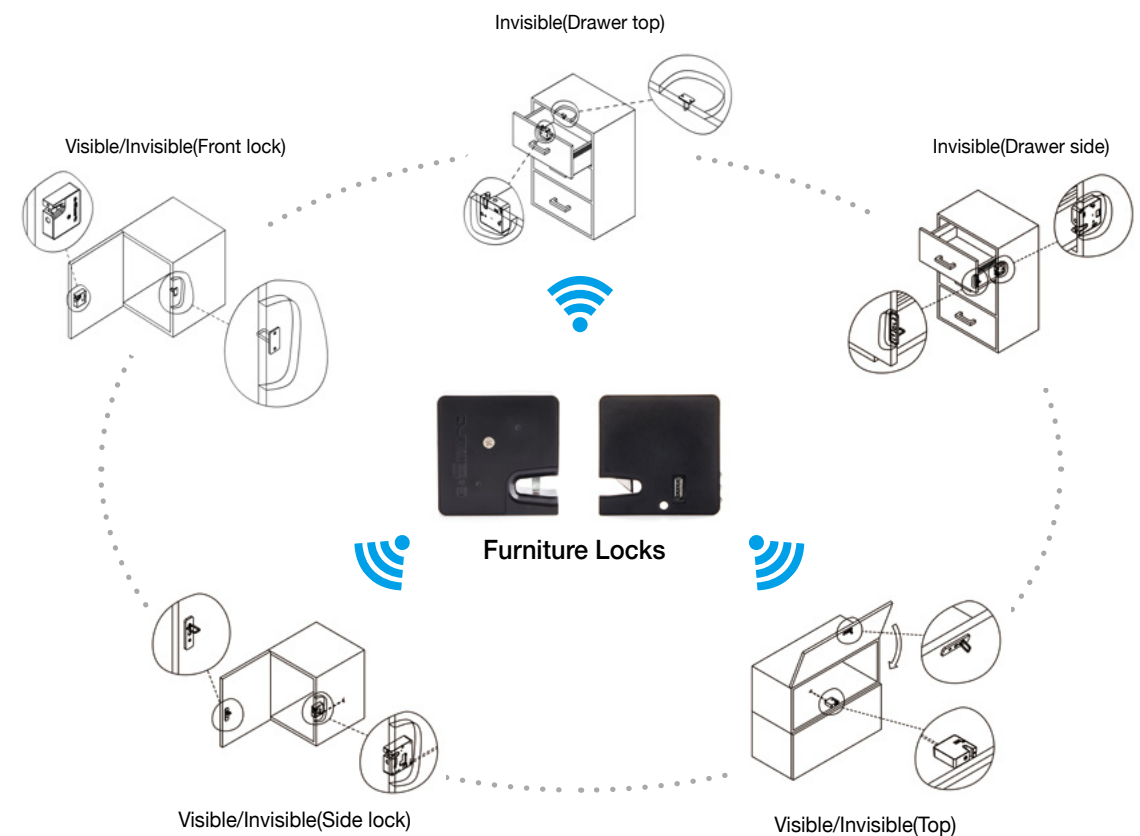 Invisible(Drawer top)
Visible/Invisible(Front lock)
Invisible(Drawer side)
Furniture Locks
Visible/Invisible(Side lock)
Visible/Invisible(Top)